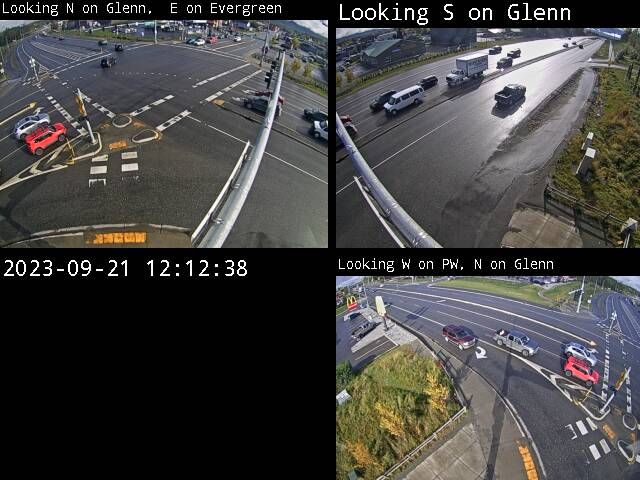 Looking N on Glenn, E on Evergreen
Looking S on Glenn
2023-09-21 12:12:38
Looking W on PW, N on Glenn